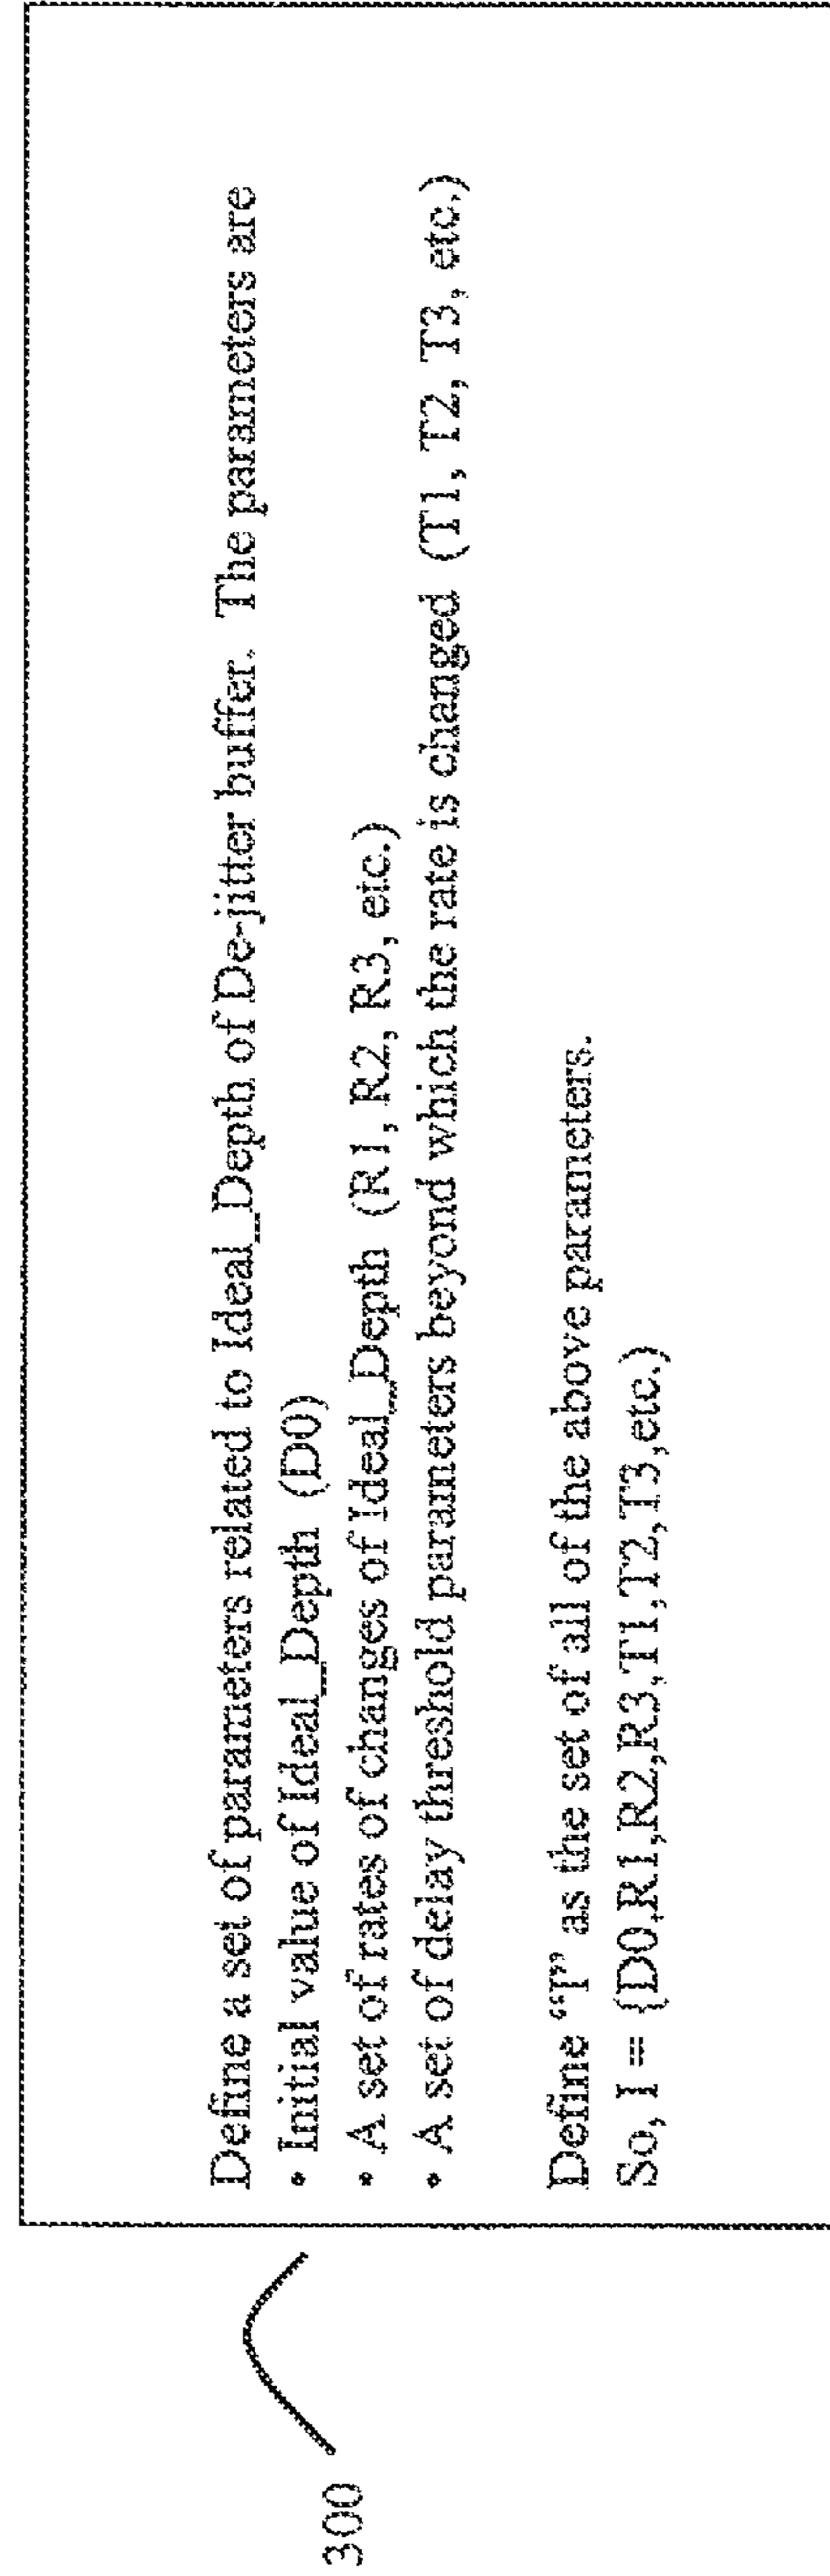 Define a set of parameters related to Ideal_Depth of De-jitter buffer. The parameters are
• Initial value of Ideal_Depth (D0)
• A set of rates of changes of Ideal_Depth (R1, R2, R3, etc.)
• A set of delay threshold parameters beyond which the rate is changed (T1, T2, T3, etc.)
Define “I” as the set of all of the above parameters.
So, I = {D0,R1,R2,R3,T1,T2,T3,etc.)
300